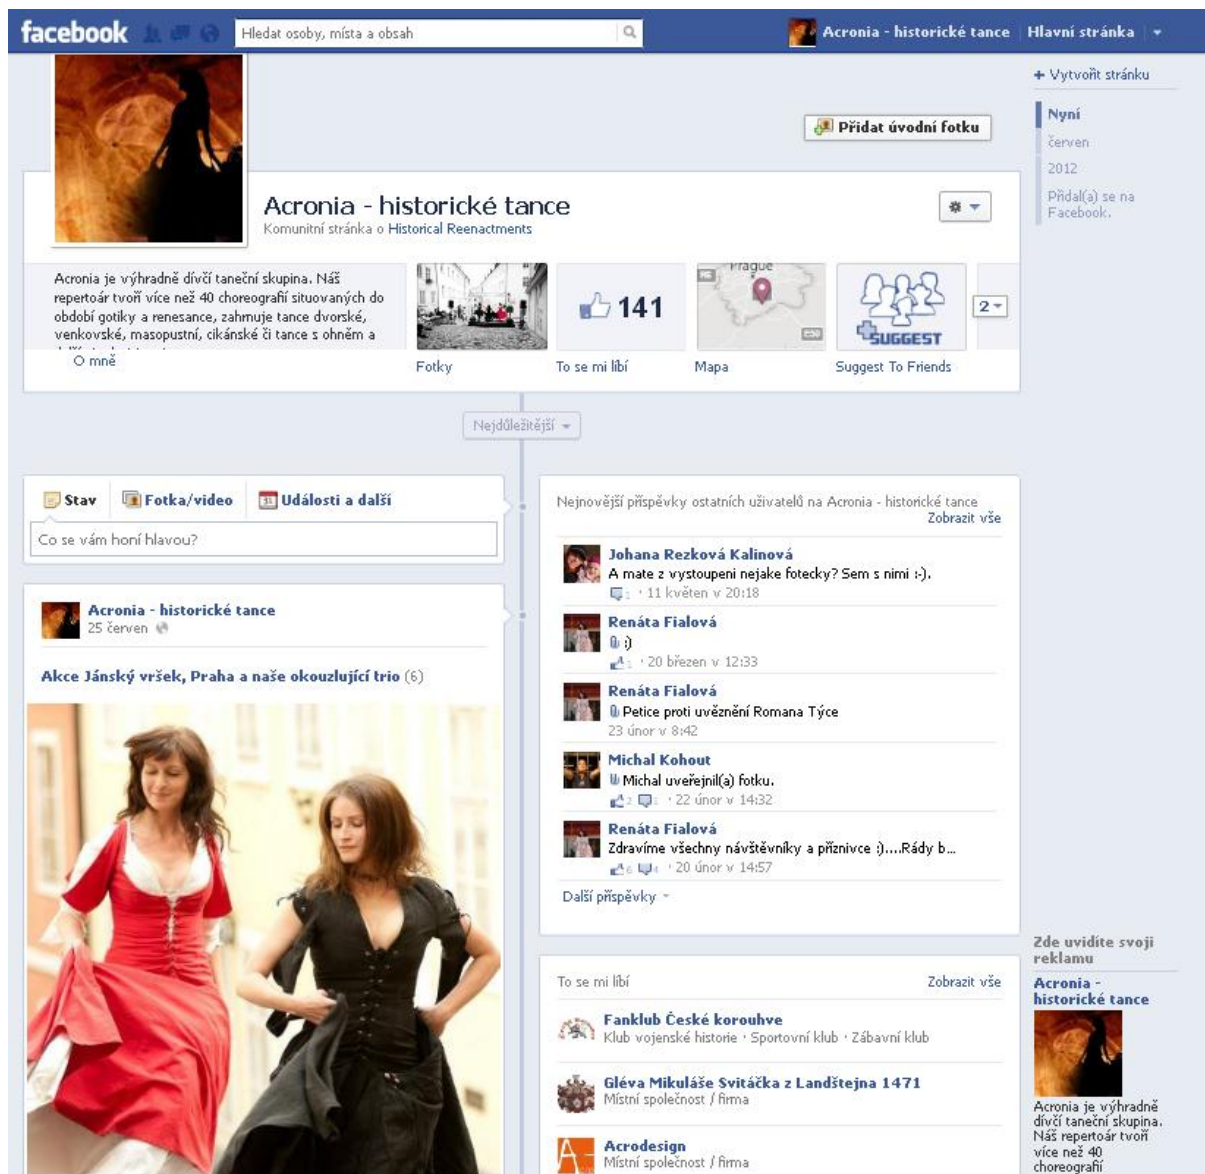 facebook
Hledat osoby, místa a obsah
Acronia - historické tance
Hlavní stránka
+ Vytvořit stránku
Nyní
červen
2012
Přidal(a) se na
Facebook.
Přidat úvodní fotku
Acronia - historické tance
Komunitní stránka o Historical Reenactments
Acronia je výhradně dívčí taneční skupina. Náš
repertoár tvoří více než 40 choreografií situovaných do
období gotiky a renesance, zahrnuje tance dvorské,
venkovské, masopustní, cikánské či tance s ohněm a
O mně
Fotky
141
To se mi líbí
Prague
Mapa
SUGGEST
Suggest To Friends
2
Nejdůležitější
Stav
Fotka/video
31
Události a další
Co se vám honí hlavou?
Acronia - historické tance
25 červen
Akce Jánský vršek, Praha a naše okouzlující trio (6)
Nejnovější příspěvky ostatních uživatelů na Acronia - historické tance
Zobrazit vše
Johana Rezková Kalinová
A mate z vystoupeni nejake fotecky? Sem s nimi :-).
1 · 11 květen v 20:18
Renáta Fialová
:)
1 · 20 březen v 12:33
Renáta Fialová
Petice proti uvěznění Romana Týce
23 únor v 8:42
Michal Kohout
Michal uveřejnil(a) fotku.
2 · 22 únor v 14:32
Renáta Fialová
Zdravíme všechny návštěvníky a příznivce :)....Rády b...
6 4 · 20 únor v 14:57
Další příspěvky
To se mi líbí
Zobrazit vše
Fanklub České korouhve
Klub vojenské historie · Sportovní klub · Zábavní klub
Gléva Mikuláše Svitáčka z Landštejna 1471
Místní společnost / firma
Acrodesign
Místní společnost / firma
Zde uvidíte svoji
reklamu
Acronia -
historické tance
Acronia je výhradně
dívčí taneční skupina.
Náš repertoár tvoří
více než 40
choreografií